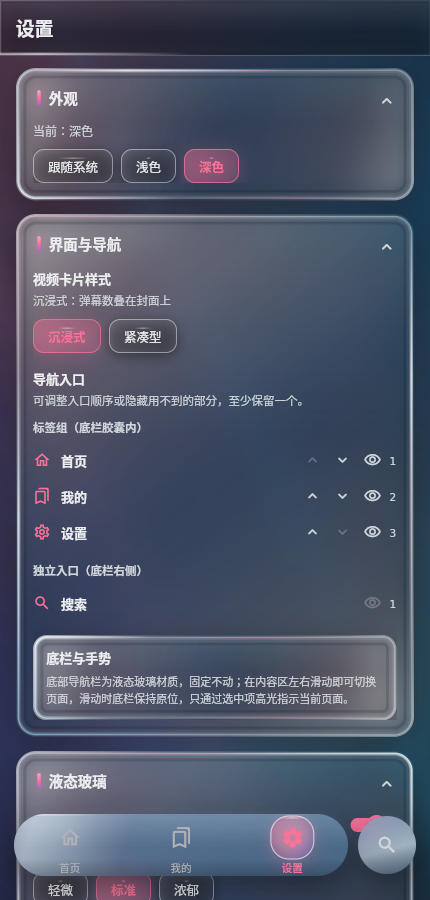 设置
外观
当前：深色
跟随系统
浅色
深色
界面与导航
视频卡片样式
沉浸式：弹幕数叠在封面上
沉浸式
紧凑型
导航入口
可调整入口顺序或隐藏用不到的部分，至少保留一个。
标签组（底栏胶囊内）
首页
1
我的
2
设置
3
独立入口（底栏右侧）
搜索
1
底栏与手势
底部导航栏为液态玻璃材质，固定不动；在内容区左右滑动即可切换
页面，滑动时底栏保持原位，只通过选中项高光指示当前页面。
液态玻璃
首页
我的
设置
轻微
标准
浓郁